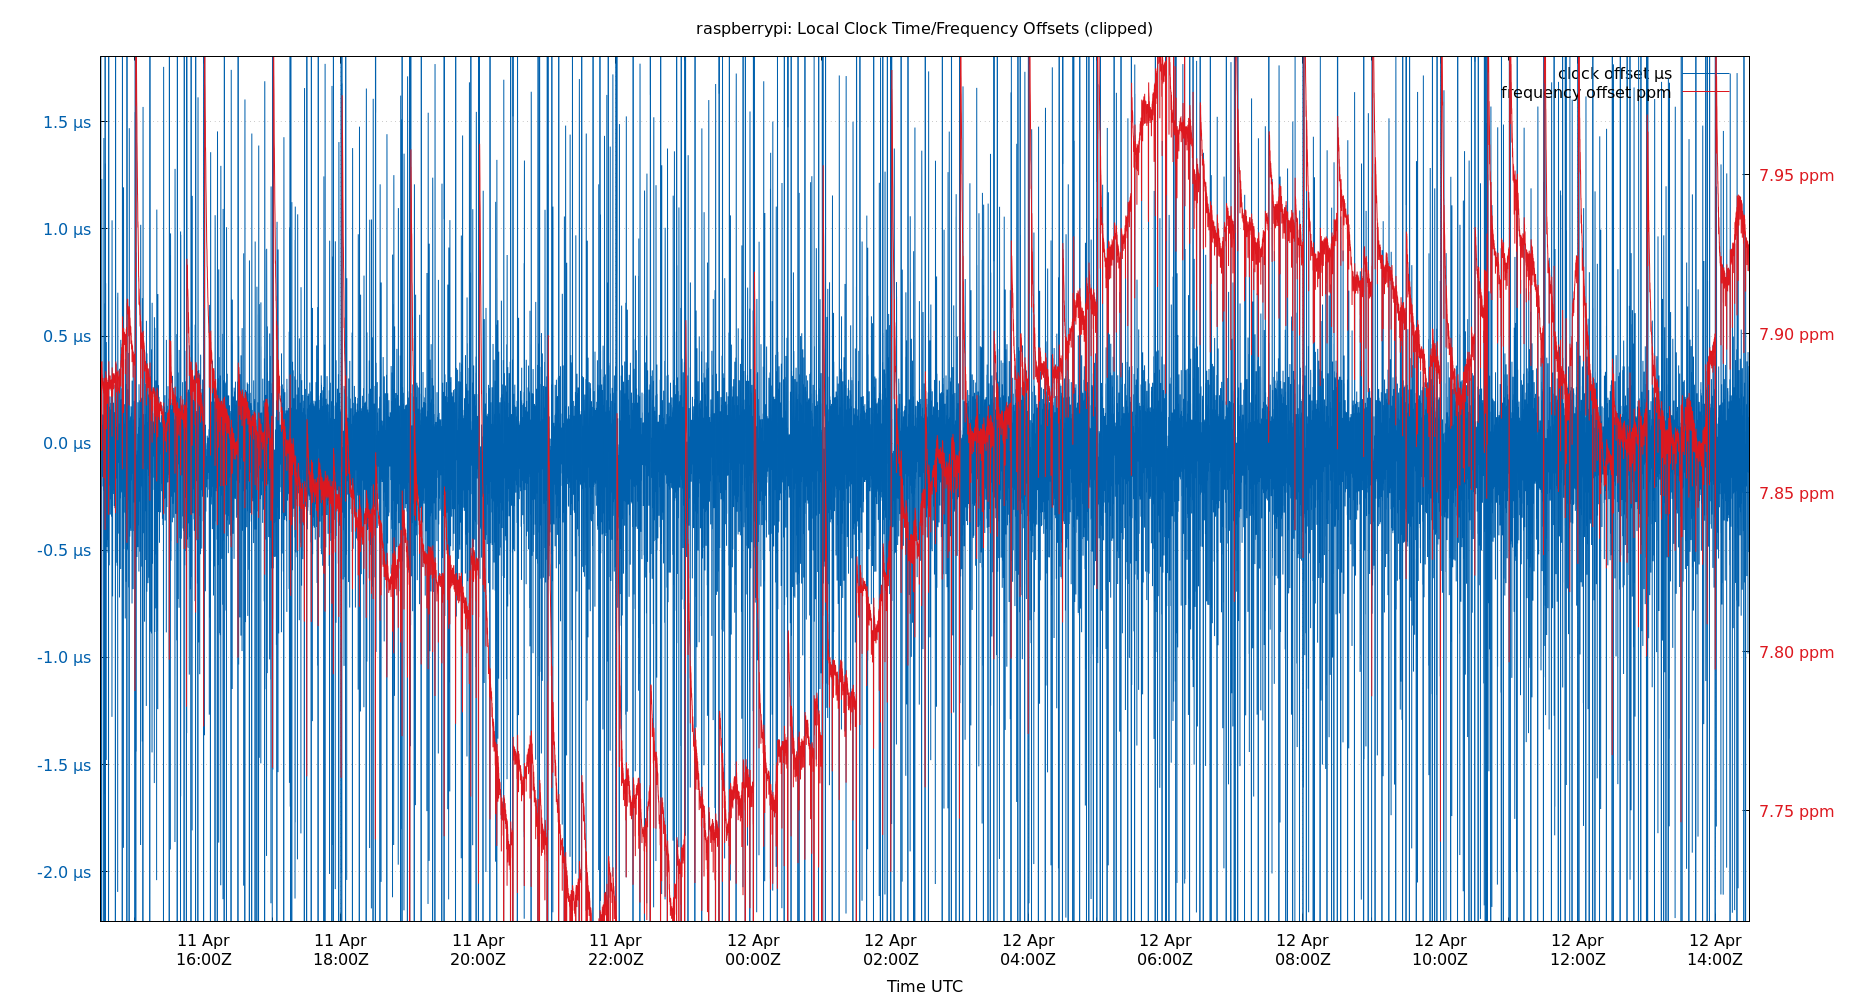 raspberrypi: Local Clock Time/Frequency Offsets (clipped)
clock offset µs
frequency offset ppm
1.5 µs
1.0 µs
0.5 µs
0.0 µs
-0.5 µs
-1.0 µs
-1.5 µs
-2.0 µs
7.95 ppm
7.90 ppm
7.85 ppm
7.80 ppm
7.75 ppm
11 Apr 11 Apr 11 Apr 11 Apr 12 Apr 12 Apr 12 Apr 12 Apr 12 Apr 12 Apr 12 Apr 12 Apr
16:00Z 18:00Z 20:00Z 22:00Z 00:00Z 02:00Z 04:00Z 06:00Z 08:00Z 10:00Z 12:00Z 14:00Z
Time UTC